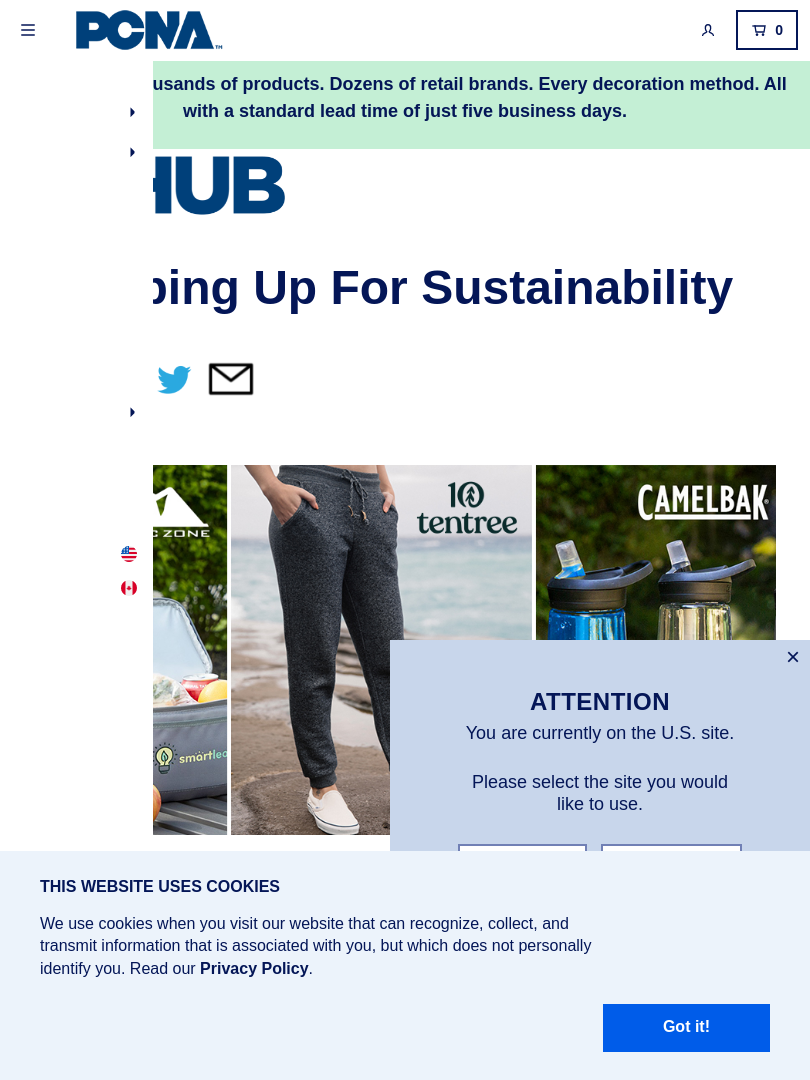 PCNA
TM
0
of products. Dozens of retail brands. Every decoration method. All
with a standard lead time of just five business days.
HUB
Up For Sustainability
ZONE
tentree
CAMELBAK
ATTENTION
You are currently on the U.S. site.
Please select the site you would
like to use.
THIS WEBSITE USES COOKIES
We use cookies when you visit our website that can recognize, collect, and
transmit information that is associated with you, but which does not personally
identify you. Read our Privacy Policy.
Got it!